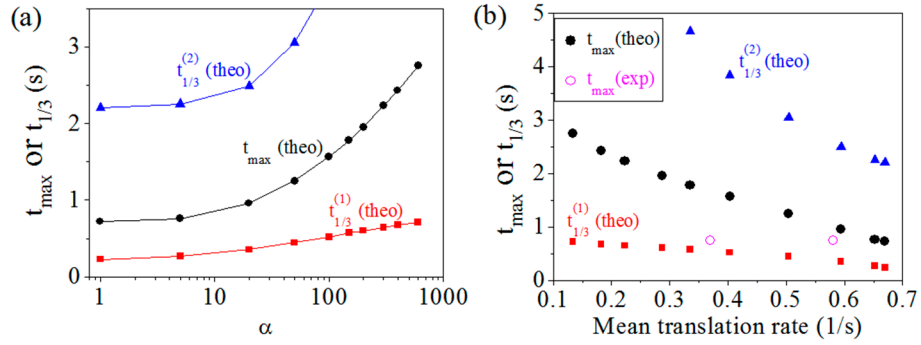 (a)
t_max or t_1/3 (s)
3
2
1
0
t_1/3^(2) (theo)
t_max (theo)
t_1/3^(1) (theo)
1
10
100
1000
α
(b)
t_max or t_1/3 (s)
5
4
3
2
1
0
t_max(theo)
t_max(exp)
t_1/3^(2)(theo)
t_1/3^(1)(theo)
0.1 0.2 0.3 0.4 0.5 0.6 0.7
Mean translation rate (1/s)